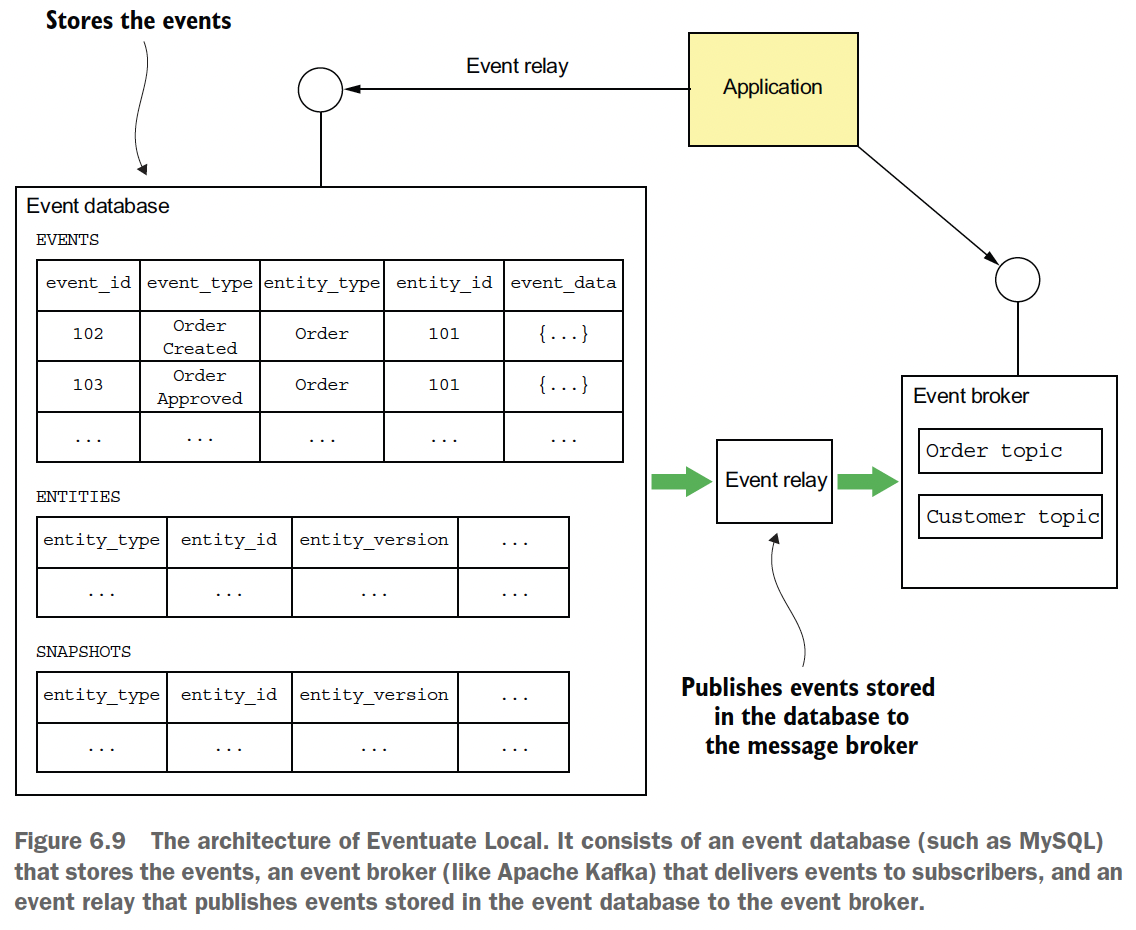 Stores the events
Event relay
Application
Event database
EVENTS
event_id event_type entity_type entity_id event_data
102 Order Created Order 101 {...}
103 Order Approved Order 101 {...}
... ... ... ... ...
ENTITIES
entity_type entity_id entity_version ...
... ... ... ...
SNAPSHOTS
entity_type entity_id entity_version ...
... ... ... ...
Event relay
Event broker
Order topic
Customer topic
Publishes events stored
in the database to
the message broker
Figure 6.9 The architecture of Eventuate Local. It consists of an event database (such as MySQL)
that stores the events, an event broker (like Apache Kafka) that delivers events to subscribers, and an
event relay that publishes events stored in the event database to the event broker.